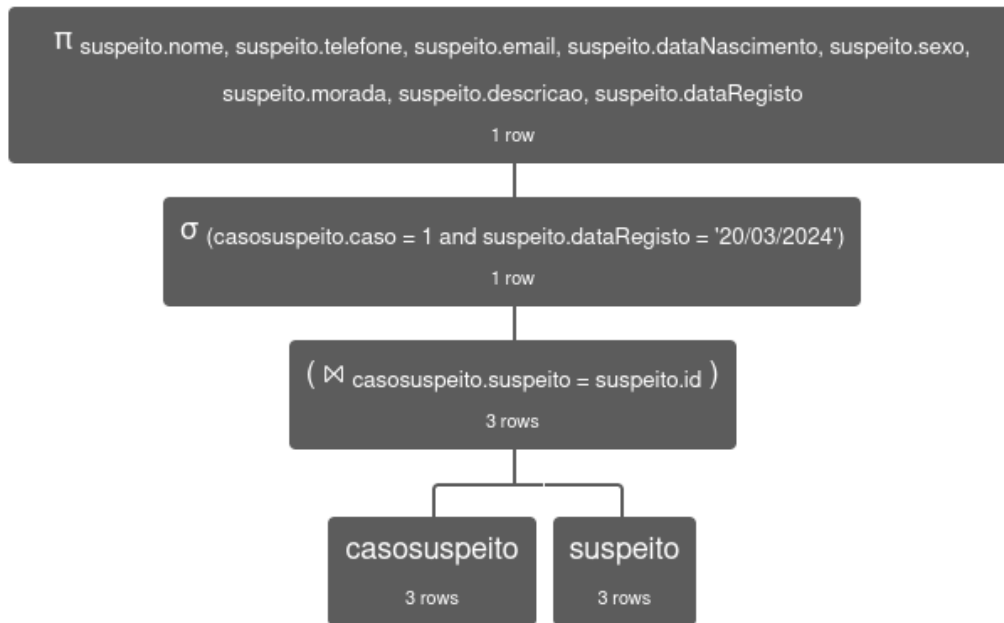 π suspeito.nome, suspeito.telefone, suspeito.email, suspeito.dataNascimento, suspeito.sexo,
suspeito.morada, suspeito.descricao, suspeito.dataRegisto
1 row
σ (casosuspeito.caso = 1 and suspeito.dataRegisto = '20/03/2024')
1 row
( ⋈ casosuspeito.suspeito = suspeito.id )
3 rows
casosuspeito
3 rows
suspeito
3 rows